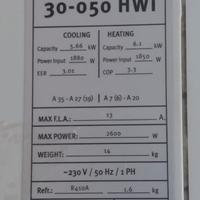 30-050 HWI
COOLING HEATING
Capacity 5.66 kW Capacity 6.1 kW
Power Input 1880 W Power Input 1850 W
EER 3.01 COP 3.3
A 35 - A 27 (19) A 7 (6) - A 20
MAX F.L.A.: 13 A.
MAX POWER: 2600 W
WEIGHT: 14 kg
~230 V / 50 Hz / 1 PH
Refr.: R410A 1.6 kg